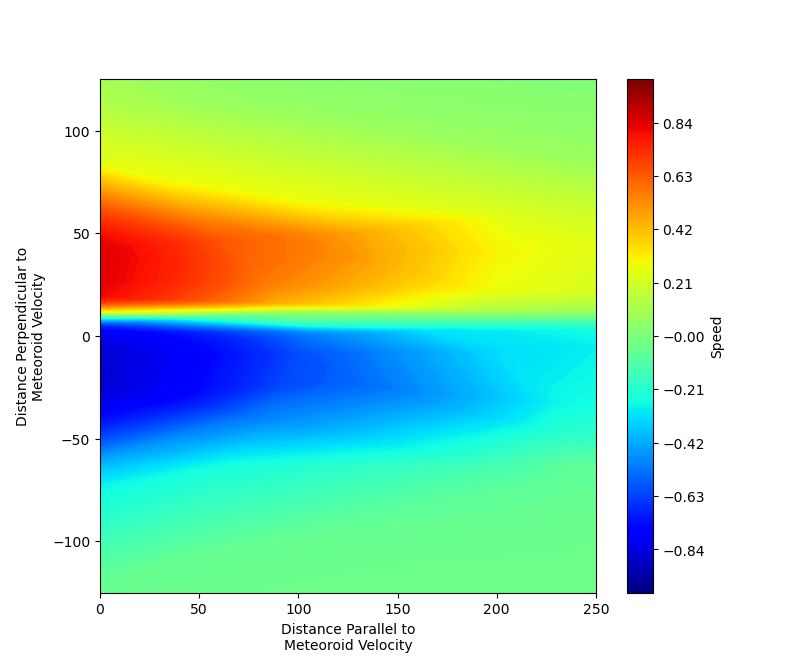 100
50
0
−50
−100
Distance Perpendicular to
Meteoroid Velocity
0 50 100 150 200 250
Distance Parallel to
Meteoroid Velocity
0.84
0.63
0.42
0.21
−0.00
−0.21
−0.42
−0.63
−0.84
Speed